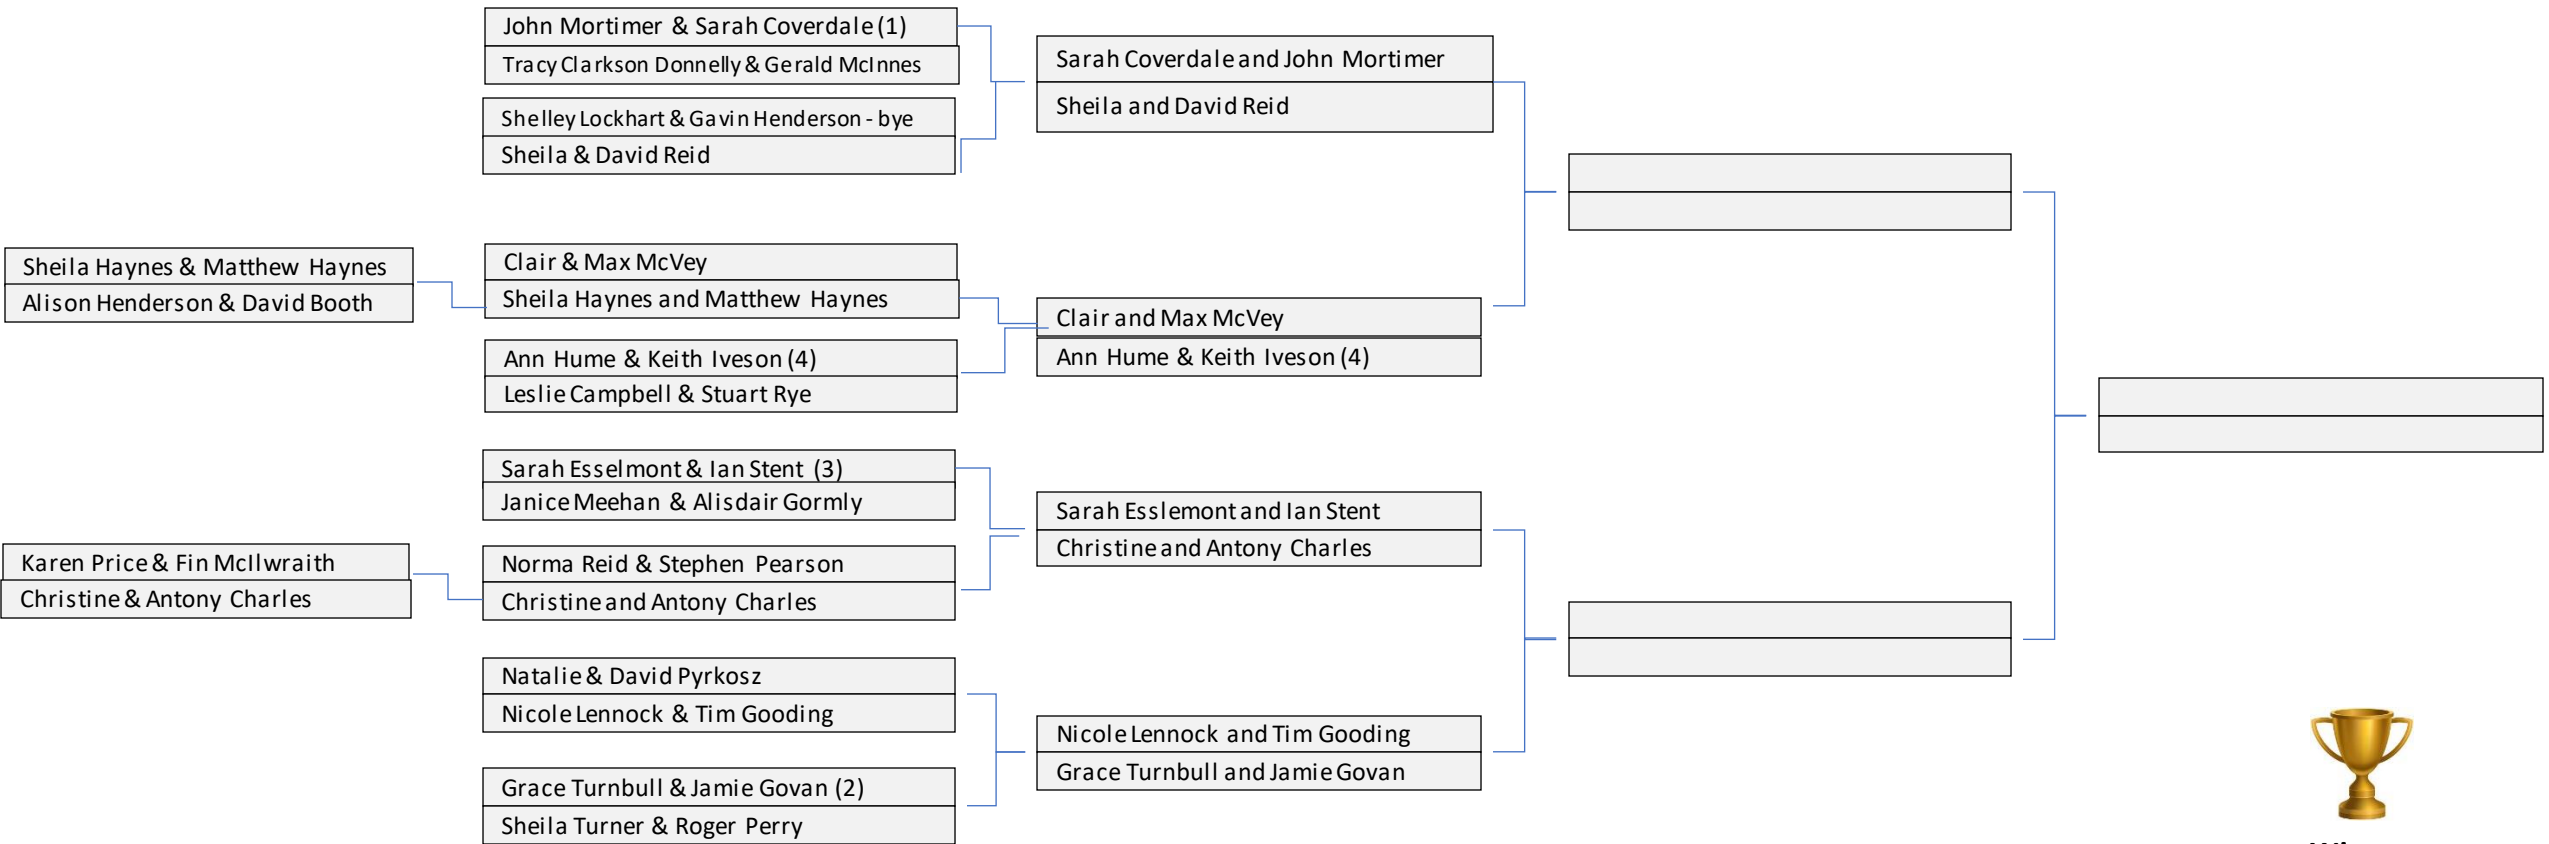 John Mortimer & Sarah Coverdale (1)
Tracy Clarkson Donnelly & Gerald McInnes
Shelley Lockhart & Gavin Henderson - bye
Sheila & David Reid
Sheila Haynes & Matthew Haynes
Alison Henderson & David Booth
Clair & Max McVey
Sheila Haynes and Matthew Haynes
Ann Hume & Keith Iveson (4)
Leslie Campbell & Stuart Rye
Sarah Esselmont & Ian Stent (3)
Janice Meehan & Alisdair Gormly
Karen Price & Fin McIlwraith
Christine & Antony Charles
Norma Reid & Stephen Pearson
Christine and Antony Charles
Natalie & David Pyrkosz
Nicole Lennock & Tim Gooding
Grace Turnbull & Jamie Govan (2)
Sheila Turner & Roger Perry
Sarah Coverdale and John Mortimer
Sheila and David Reid
Clair and Max McVey
Ann Hume & Keith Iveson (4)
Sarah Esslemont and Ian Stent
Christine and Antony Charles
Nicole Lennock and Tim Gooding
Grace Turnbull and Jamie Govan